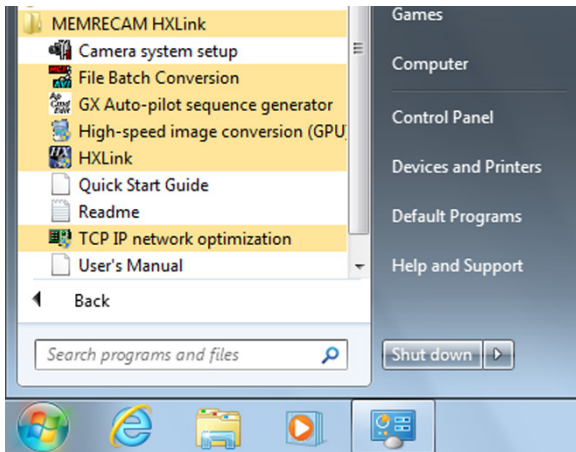 MEMRECAM HXLink
Camera system setup
File Batch Conversion
GX Auto-pilot sequence generator
High-speed image conversion (GPU
HXLink
Quick Start Guide
Readme
TCP IP network optimization
User's Manual
Back
Search programs and files
Games
Computer
Control Panel
Devices and Printers
Default Programs
Help and Support
Shut down